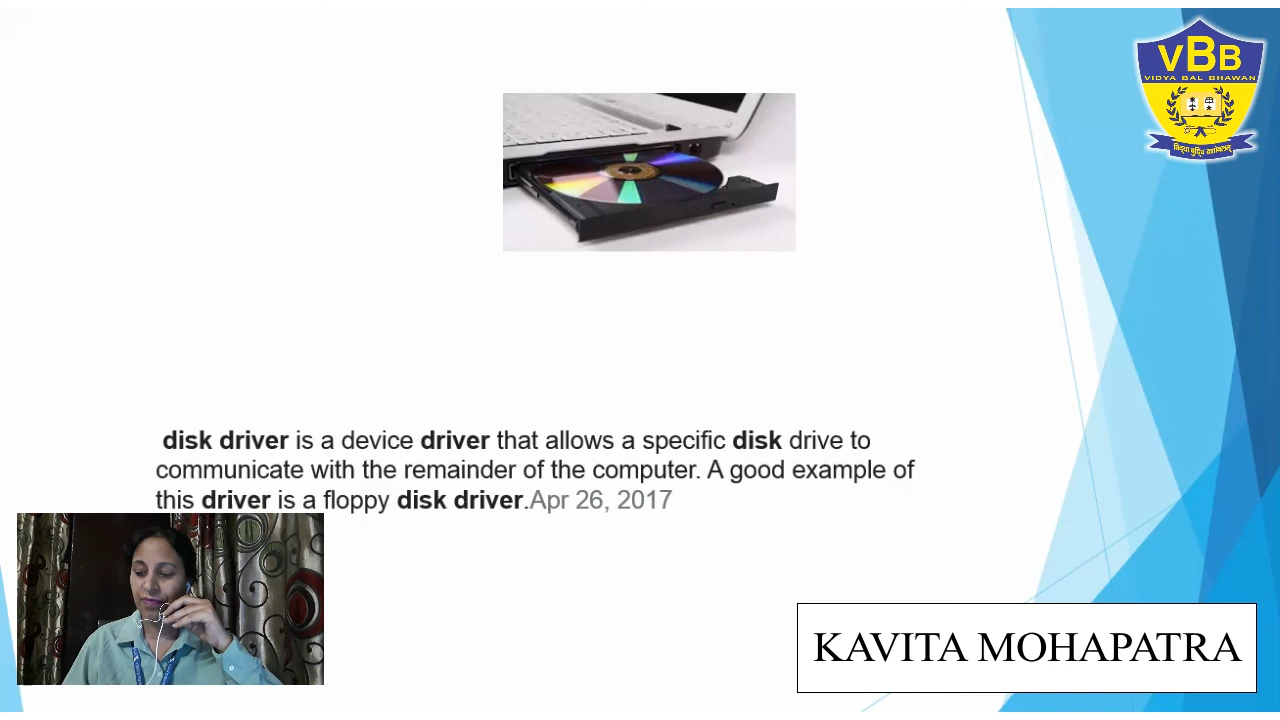 VBB
VIDYA BAL BHAWAN
disk driver is a device driver that allows a specific disk drive to
communicate with the remainder of the computer. A good example of
this driver is a floppy disk driver.Apr 26, 2017
KAVITA MOHAPATRA